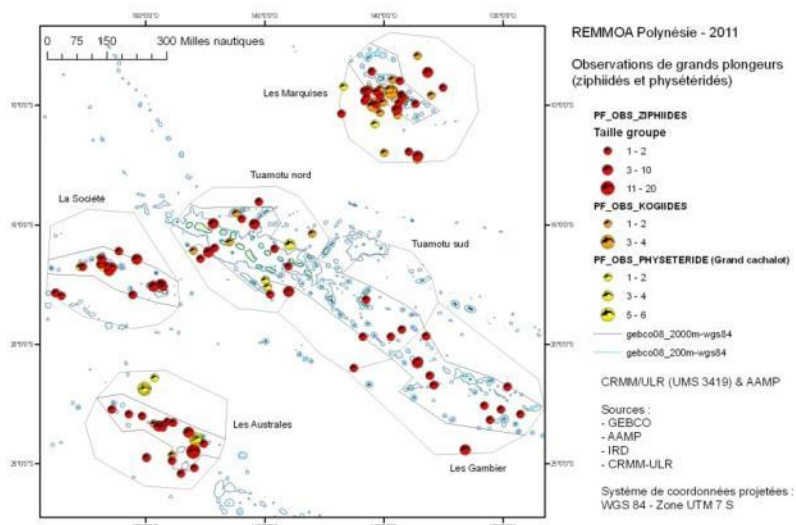 0 75 150 300 Milles nautiques
Les Marquises
Tuamotu nord
La Société
Tuamotu sud
Les Australes
Les Gambier
REMMOA Polynésie - 2011
Observations de grands plongeurs
(ziphiidés et physétéridés)
PF_OBS_ZIPHIIDES
Taille groupe
1 - 2
3 - 10
11 - 20
PF_OBS_KOGIIDES
1 - 2
3 - 4
PF_OBS_PHYSETERIDE (Grand cachalot)
1 - 2
3 - 4
5 - 6
gebco08_2000m-wgs84
gebco08_200m-wgs84
CRMM/ULR (UMS 3419) & AAMP
Sources :
- GEBCO
- AAMP
- IRD
- CRMM-ULR
Système de coordonnées projetées :
WGS 84 - Zone UTM 7 S